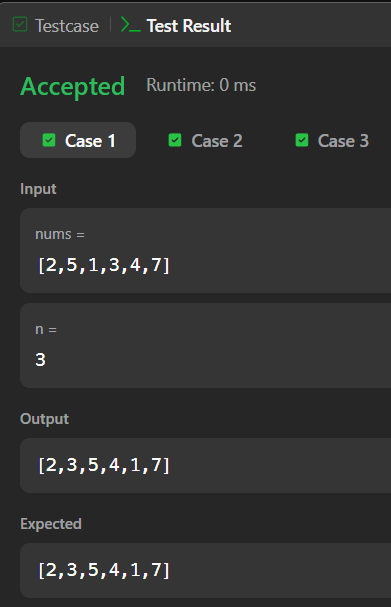 Testcase Test Result
Accepted Runtime: 0 ms
Case 1 Case 2 Case 3
Input
nums =
[2,5,1,3,4,7]
n =
3
Output
[2,3,5,4,1,7]
Expected
[2,3,5,4,1,7]